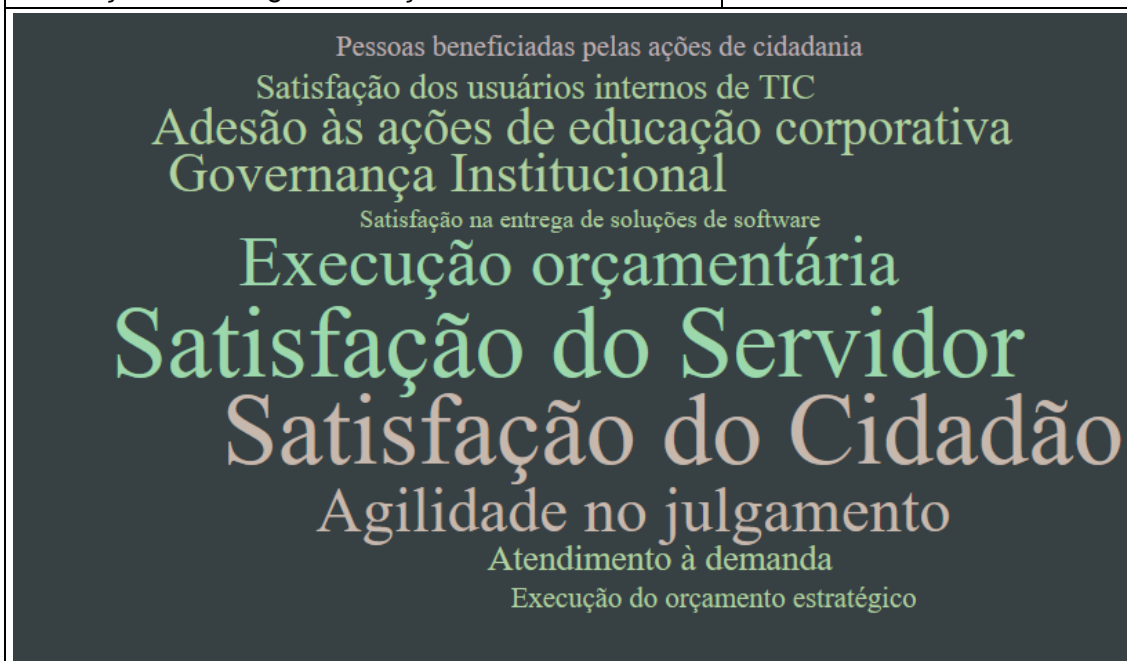 Pessoas beneficiadas pelas ações de cidadania
Satisfação dos usuários internos de TIC
Adesão às ações de educação corporativa
Governança Institucional
Satisfação na entrega de soluções de software
Execução orçamentária
Satisfação do Servidor
Satisfação do Cidadão
Agilidade no julgamento
Atendimento à demanda
Execução do orçamento estratégico